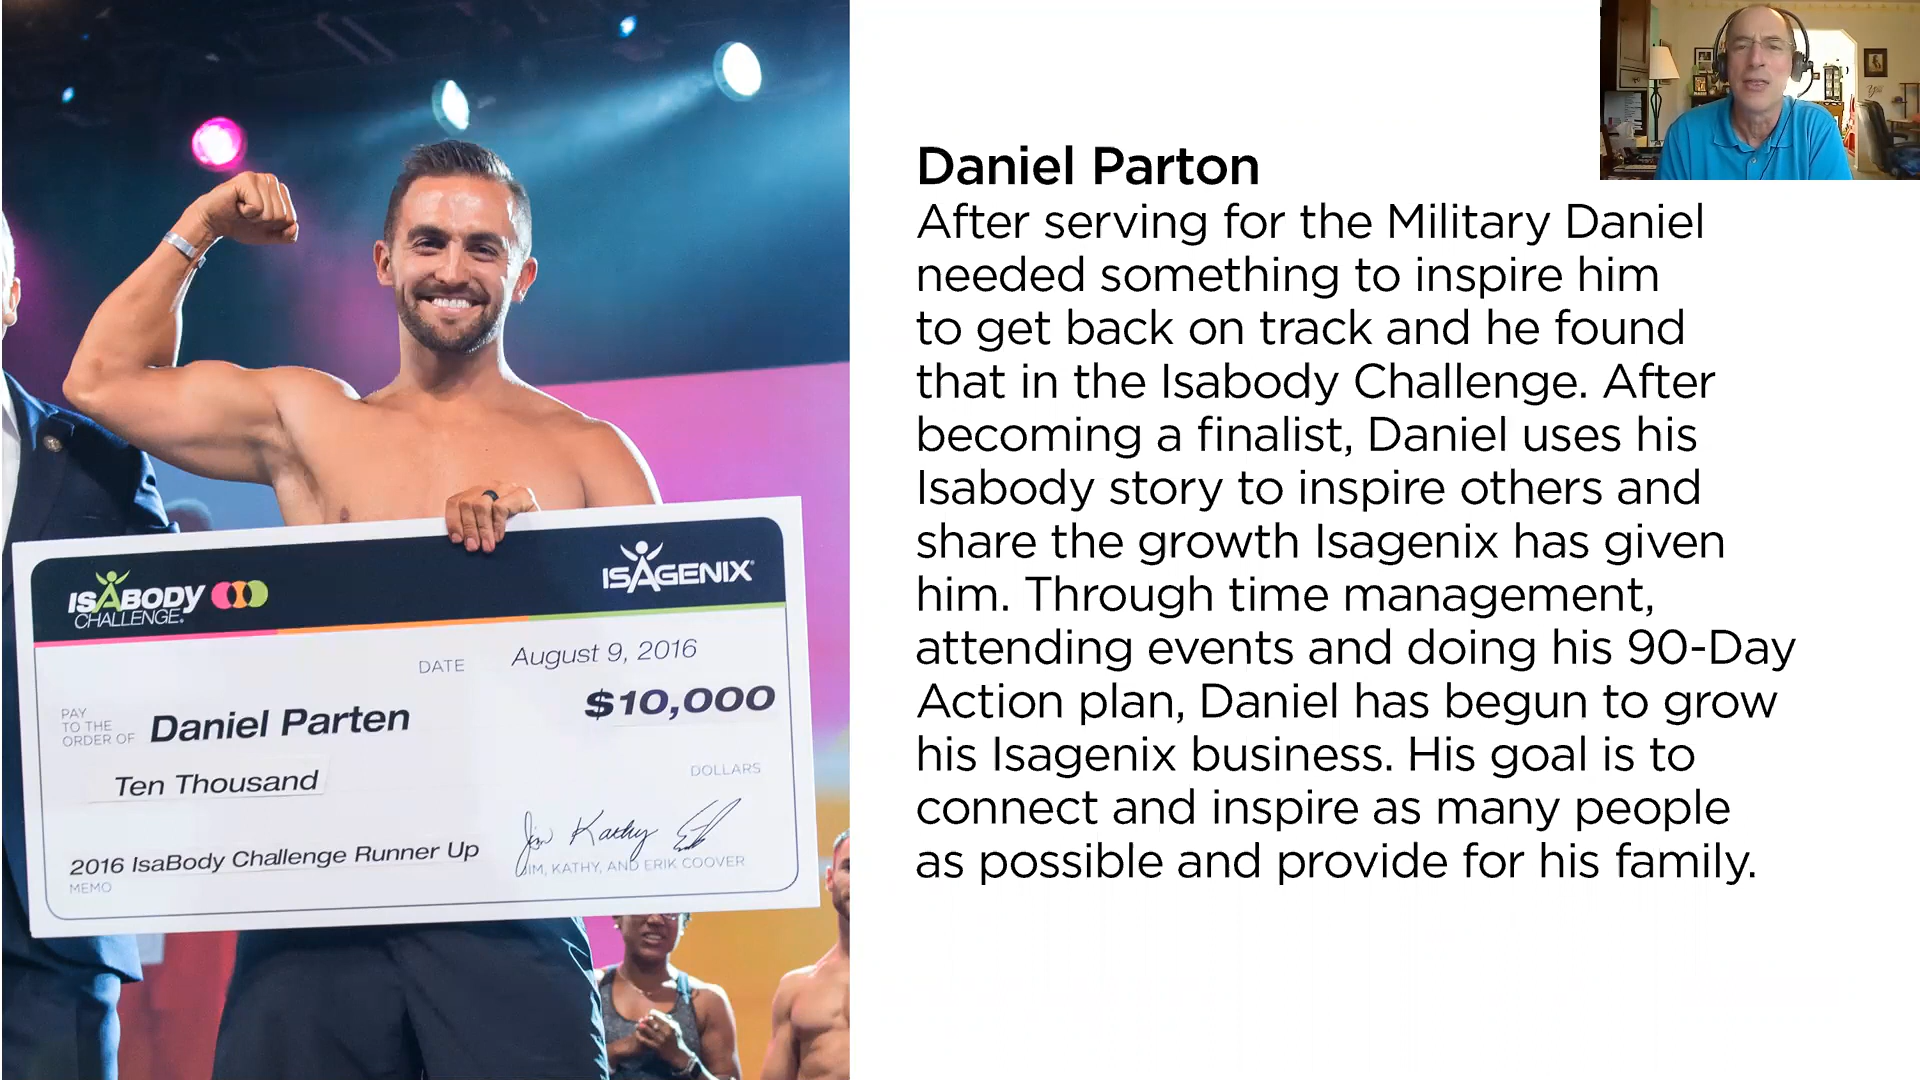 Daniel Parton
After serving for the Military Daniel
needed something to inspire him
to get back on track and he found
that in the Isabody Challenge. After
becoming a finalist, Daniel uses his
Isabody story to inspire others and
share the growth Isagenix has given
him. Through time management,
attending events and doing his 90-Day
Action plan, Daniel has begun to grow
his Isagenix business. His goal is to
connect and inspire as many people
as possible and provide for his family.
ISABODY
CHALLENGE®
ISAGENIX®
DATE August 9, 2016
$10,000
PAY
TO THE
ORDER OF Daniel Parten
Ten Thousand
DOLLARS
Jim Kathy
JIM, KATHY, AND ERIK COOVER
2016 IsaBody Challenge Runner Up
MEMO